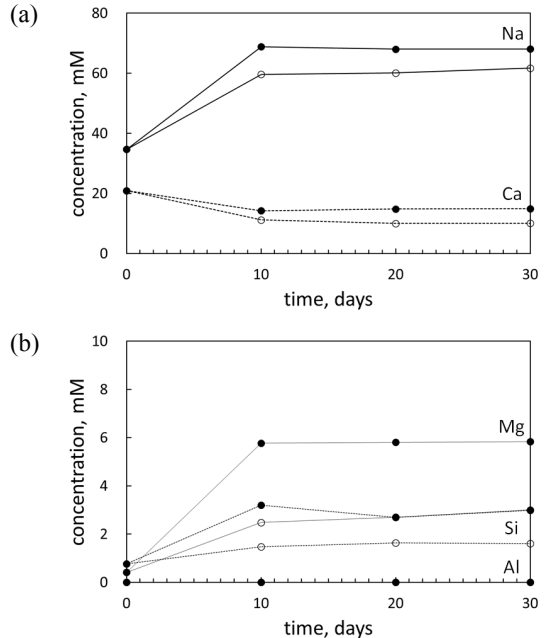 (a)
80
60
40
20
0
concentration, mM
Na
Ca
0 10 20 30
time, days
(b)
10
8
6
4
2
0
concentration, mM
Mg
Si
Al
0 10 20 30
time, days